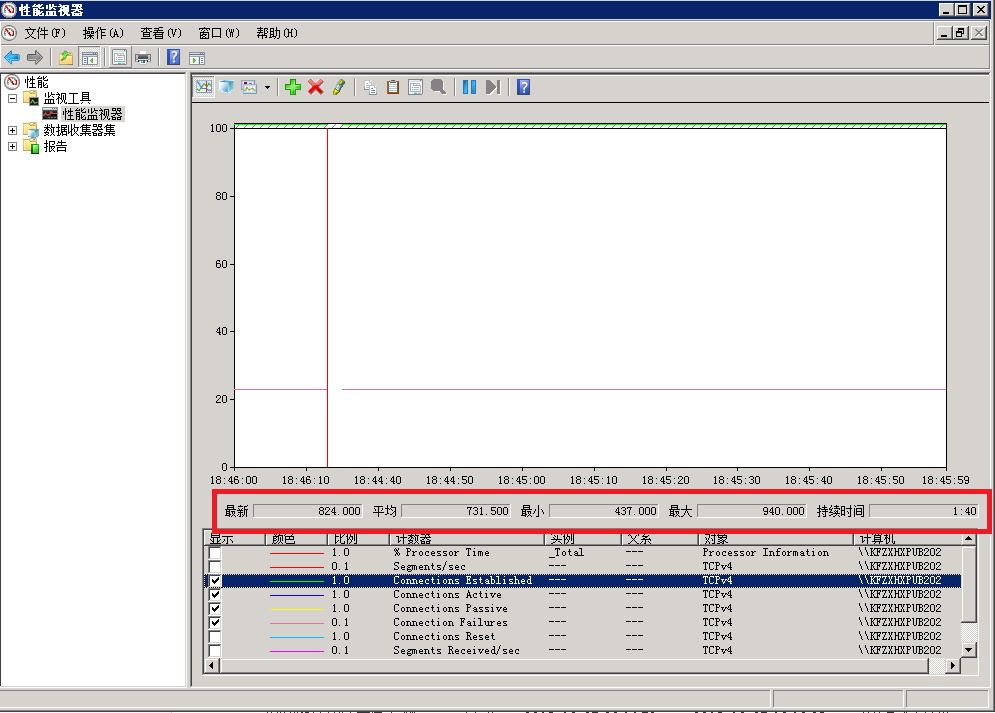 性能监视器
文件(F) 操作(A) 查看(V) 窗口(W) 帮助(H)
性能
监视工具
性能监视器
数据收集器集
报告
100
80
60
40
20
0
18:46:00 18:46:10 18:44:40 18:44:50 18:45:00 18:45:10 18:45:20 18:45:30 18:45:40 18:45:50 18:45:59
最新 824.000 平均 731.500 最小 437.000 最大 940.000 持续时间 1:40
显示 颜色 比例 计数器 实例 父系 对象 计算机
1.0 % Processor Time _Total --- Processor Information \\KFZXHXPUB202
0.1 Segments/sec --- --- TCPv4 \\KFZXHXPUB202
1.0 Connections Established --- --- TCPv4 \\KFZXHXPUB202
1.0 Connections Active --- --- TCPv4 \\KFZXHXPUB202
1.0 Connections Passive --- --- TCPv4 \\KFZXHXPUB202
0.1 Connection Failures --- --- TCPv4 \\KFZXHXPUB202
1.0 Connections Reset --- --- TCPv4 \\KFZXHXPUB202
0.1 Segments Received/sec --- --- TCPv4 \\KFZXHXPUB202